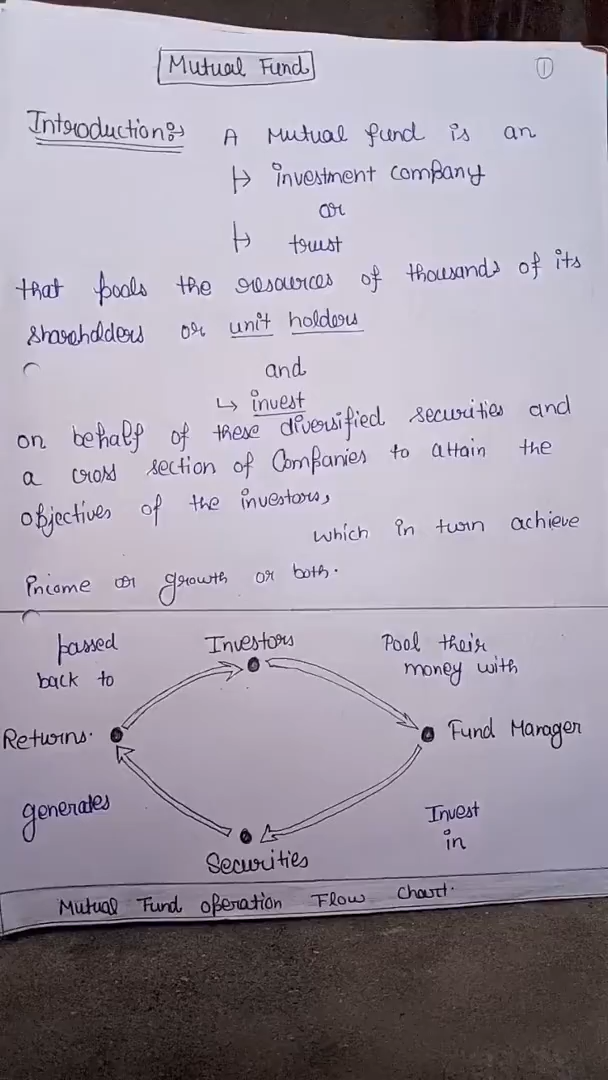 Mutual Fund
1
Introduction:- A Mutual fund is an
investment company
or
trust
that pools the resources of thousands of its
shareholders or unit holders
and
↳ invest
on behalf of these diversified securities and
a cross section of Companies to attain the
objectives of the investors,
which in turn achieve
Income or growth or both.
passed
back to
Investors
Pool their
money with
Returns.
Fund Manager
generates
Invest
in
Securities
Mutual Fund operation Flow chart.